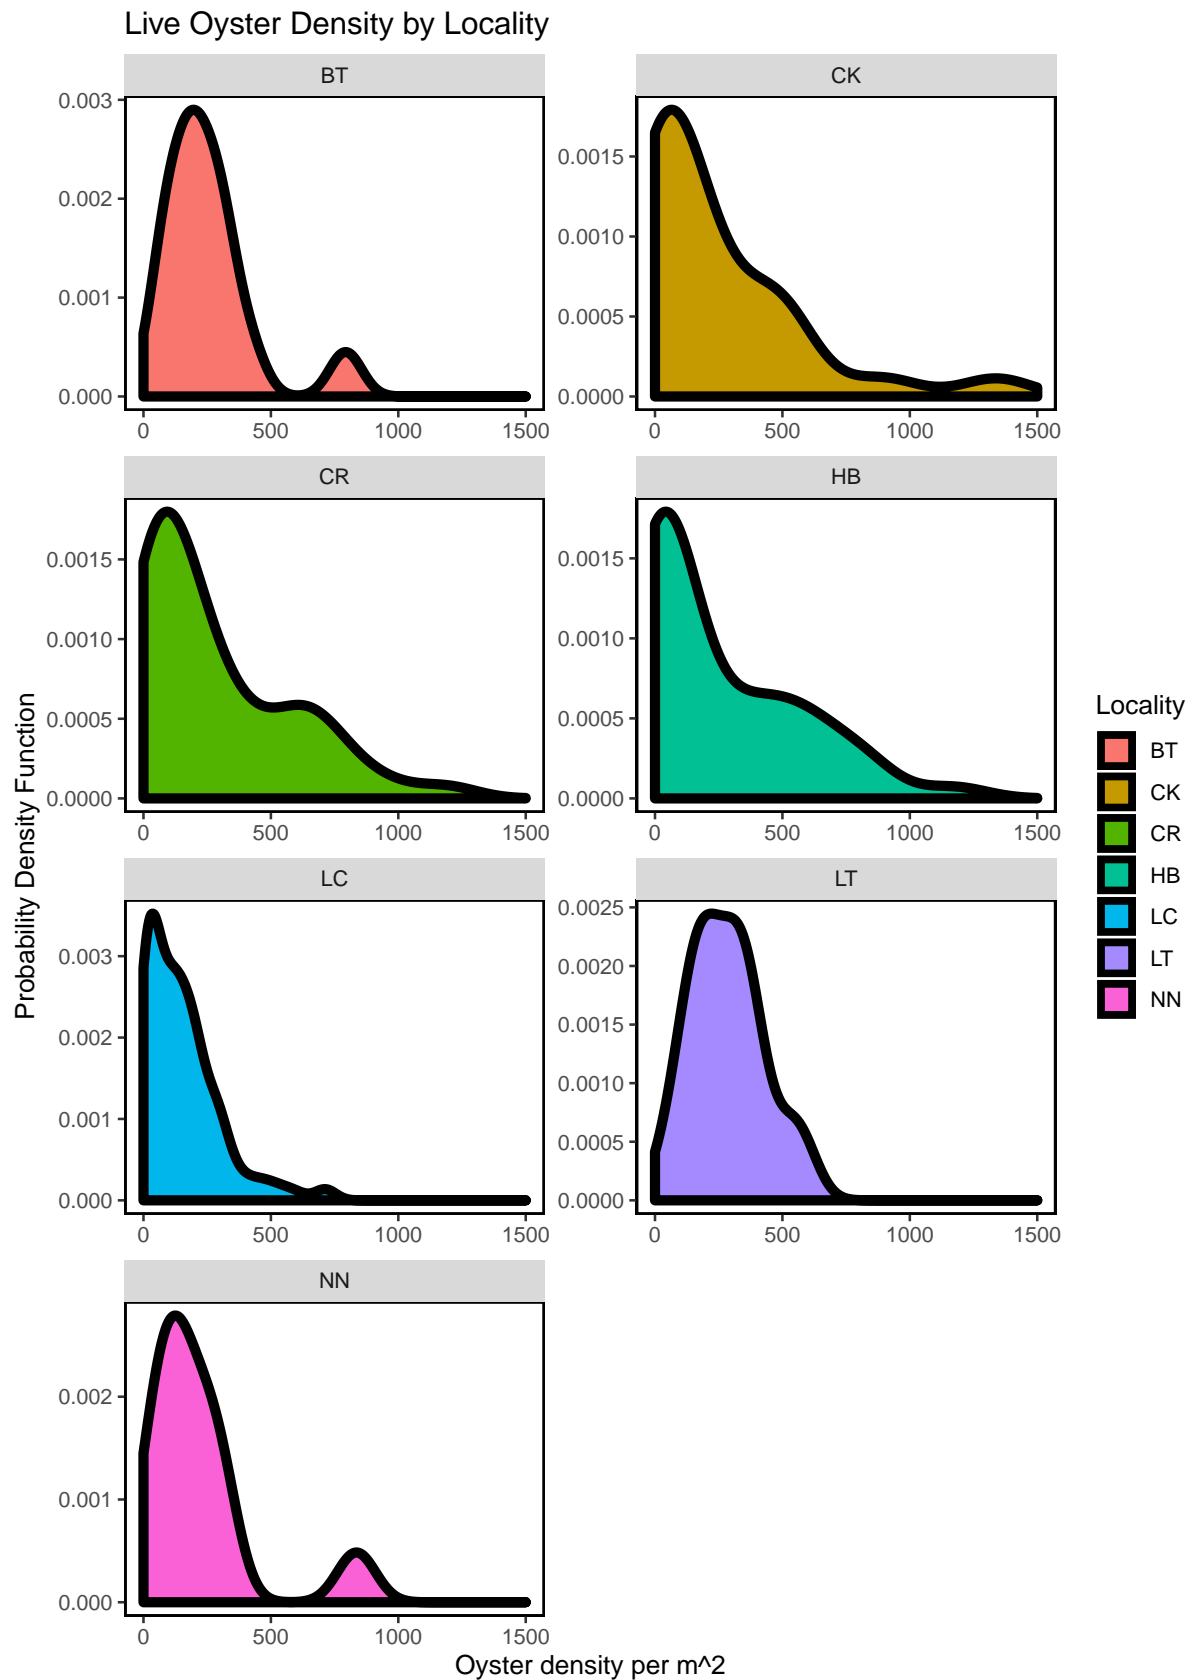 Live Oyster Density by Locality
BT
CK
0.003
0.002
0.001
0.000
0.0015
0.0010
0.0005
0.0000
0 500 1000 1500
0 500 1000 1500
CR
HB
0.0015
0.0010
0.0005
0.0000
0.0015
0.0010
0.0005
0.0000
0 500 1000 1500
0 500 1000 1500
LC
LT
0.003
0.002
0.001
0.000
0.0025
0.0020
0.0015
0.0010
0.0005
0.0000
0 500 1000 1500
0 500 1000 1500
NN
0.002
0.001
0.000
0 500 1000 1500
Probability Density Function
Oyster density per m^2
Locality
BT
CK
CR
HB
LC
LT
NN